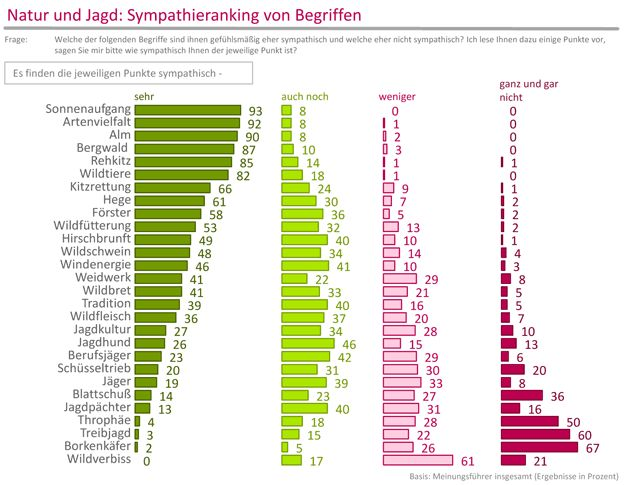 Natur und Jagd: Sympathieranking von Begriffen
Frage: Welche der folgenden Begriffe sind ihnen gefühlsmäßig eher sympathisch und welche eher nicht sympathisch? Ich lese Ihnen dazu einige Punkte vor,
sagen Sie mir bitte wie sympathisch Ihnen der jeweilige Punkt ist?
Es finden die jeweiligen Punkte sympathisch -
sehr auch noch weniger ganz und gar
nicht
Sonnenaufgang 93 8 0 0
Artenvielfalt 92 8 1 0
Alm 90 8 2 0
Bergwald 87 10 3 0
Rehkitz 85 14 1 1
Wildtiere 82 18 1 0
Kitzrettung 66 24 9 1
Hege 61 30 7 2
Förster 58 36 5 2
Wildfütterung 53 32 13 2
Hirschbrunft 49 40 10 1
Wildschwein 48 34 14 4
Windenergie 46 41 10 3
Weidwerk 41 22 29 8
Wildbret 41 33 21 5
Tradition 39 40 16 5
Wildfleisch 36 37 20 7
Jagdkultur 27 34 28 10
Jagdhund 26 46 15 13
Berufsjäger 23 42 29 6
Schüsseltrieb 20 31 30 20
Jäger 19 39 33 8
Blattschuß 14 23 27 36
Jagdpächter 13 40 31 16
Throphäe 4 18 28 50
Treibjagd 3 15 22 60
Borkenkäfer 2 5 26 67
Wildverbiss 0 17 61 21
Basis: Meinungsführer insgesamt (Ergebnisse in Prozent)